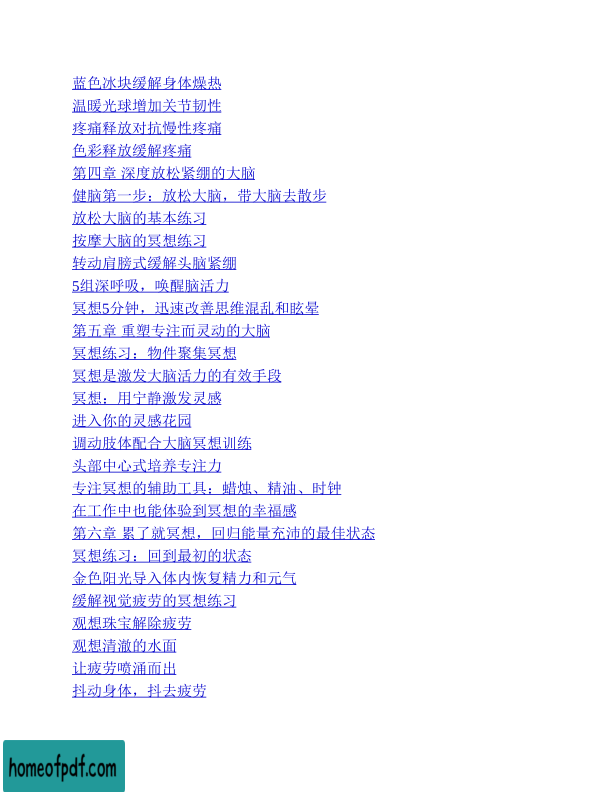 蓝色冰块缓解身体燥热
温暖光球增加关节韧性
疼痛释放对抗慢性疼痛
色彩释放缓解疼痛
第四章 深度放松紧绷的大脑
健脑第一步：放松大脑，带大脑去散步
放松大脑的基本练习
按摩大脑的冥想练习
转动肩膀式缓解头脑紧绷
5组深呼吸，唤醒脑活力
冥想5分钟，迅速改善思维混乱和眩晕
第五章 重塑专注而灵动的大脑
冥想练习：物件聚集冥想
冥想是激发大脑活力的有效手段
冥想：用宁静激发灵感
进入你的灵感花园
调动肢体配合大脑冥想训练
头部中心式培养专注力
专注冥想的辅助工具：蜡烛、精油、时钟
在工作中也能体验到冥想的幸福感
第六章 累了就冥想，回归能量充沛的最佳状态
冥想练习：回到最初的状态
金色阳光导入体内恢复精力和元气
缓解视觉疲劳的冥想练习
观想珠宝解除疲劳
观想清澈的水面
让疲劳喷涌而出
抖动身体，抖去疲劳
homeofpdf.com